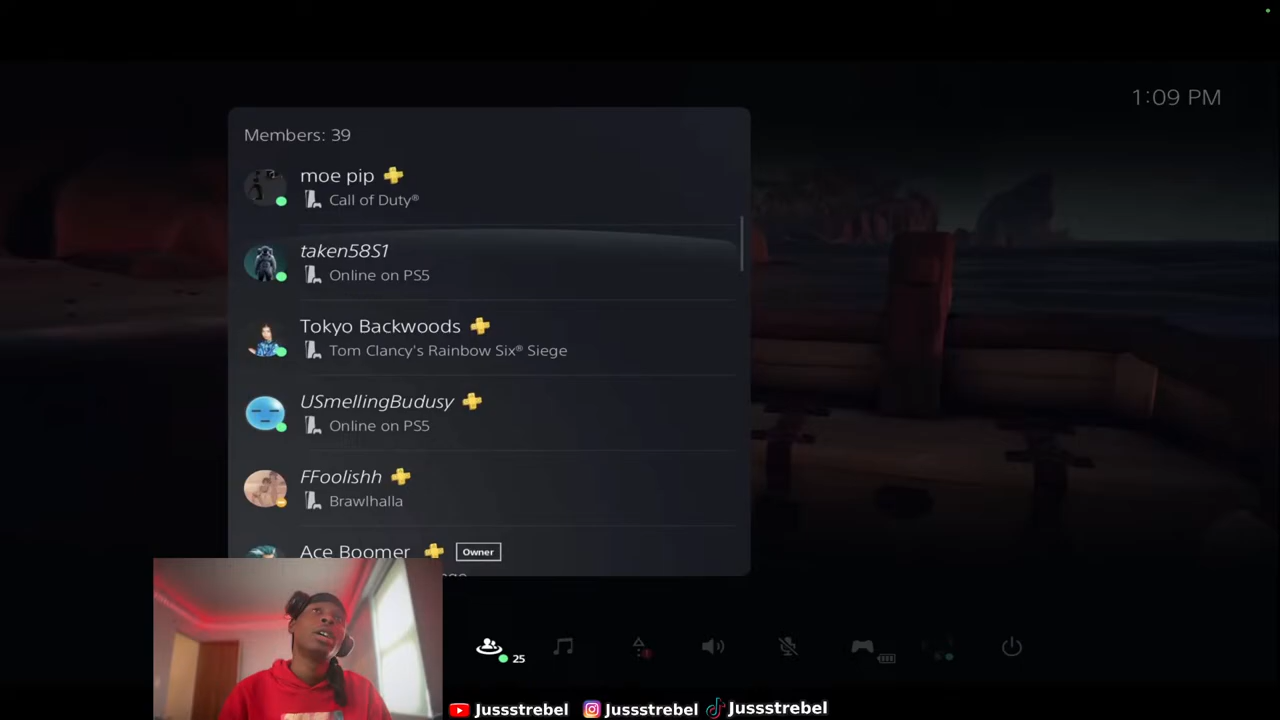 1:09 PM
Members: 39
moe pip
Call of Duty®
taken58S1
Online on PS5
Tokyo Backwoods
Tom Clancy's Rainbow Six® Siege
USmellingBudusy
Online on PS5
FFoolishh
Brawlhalla
Ace Boomer Owner
25
Jussstrebel Jussstrebel Jussstrebel